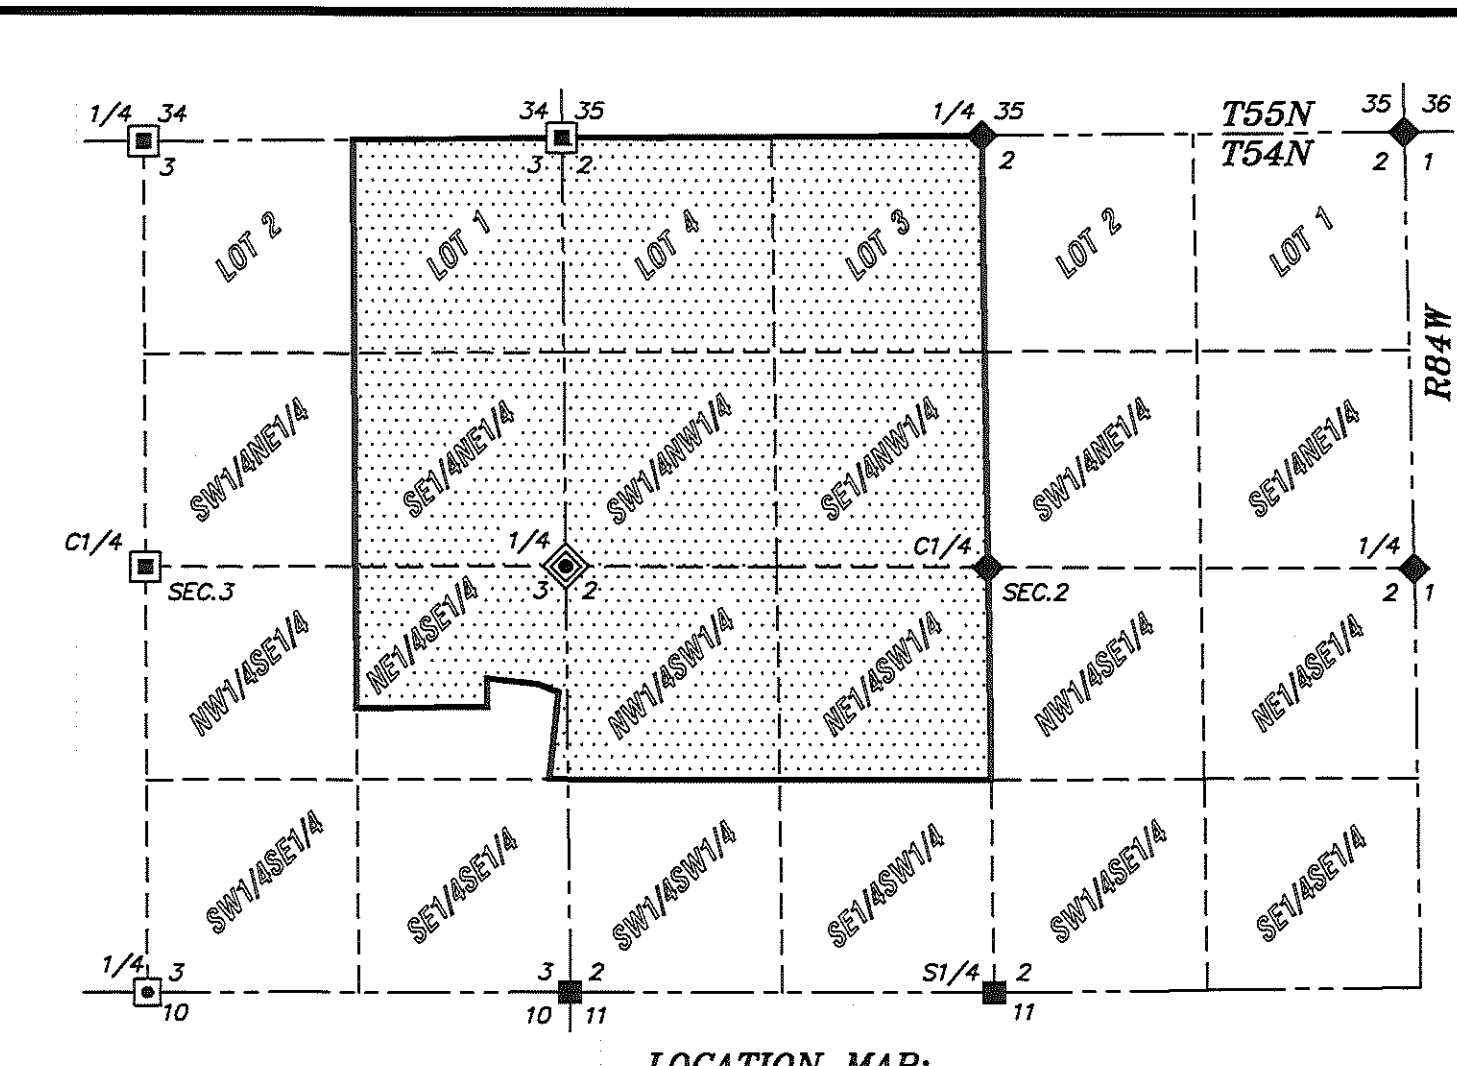 1/4 34
34 35
1/4 35
T55N
35 36
3
3 2
2
T54N
2 1
LOT 2
LOT 1
LOT 4
LOT 3
LOT 2
LOT 1
R84W
SW1/4NE1/4
SE1/4NE1/4
SW1/4NW1/4
SE1/4NW1/4
SW1/4NE1/4
SE1/4NE1/4
C1/4
1/4
C1/4
1/4
SEC.3
3 2
SEC.2
2 1
NW1/4SE1/4
NE1/4SE1/4
NW1/4SW1/4
NE1/4SW1/4
NW1/4SE1/4
NE1/4SE1/4
SW1/4SE1/4
SE1/4SE1/4
SW1/4SW1/4
SE1/4SW1/4
SW1/4SE1/4
SE1/4SE1/4
1/4 3
3 2
S1/4 2
10
10 11
11
LOCATION MAP: